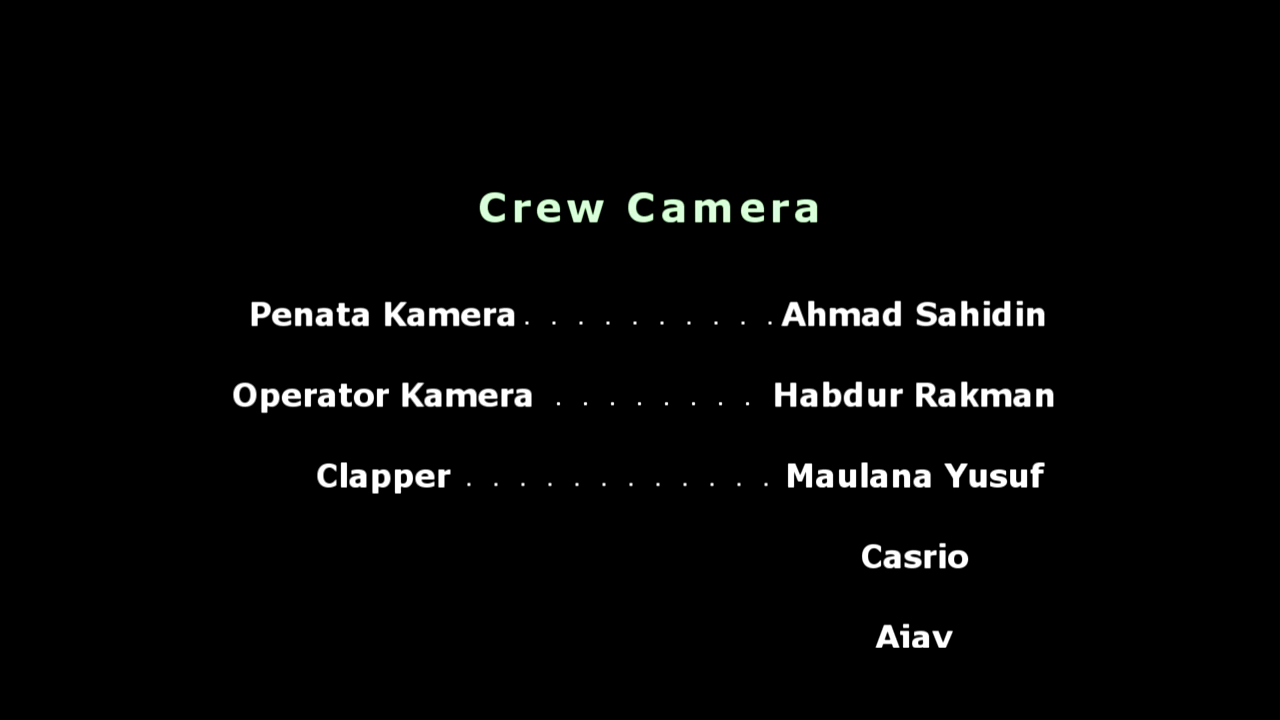 Crew Camera
Penata Kamera . . . . . . . . . . Ahmad Sahidin
Operator Kamera . . . . . . . . Habdur Rakman
Clapper . . . . . . . . . . . . Maulana Yusuf
Casrio